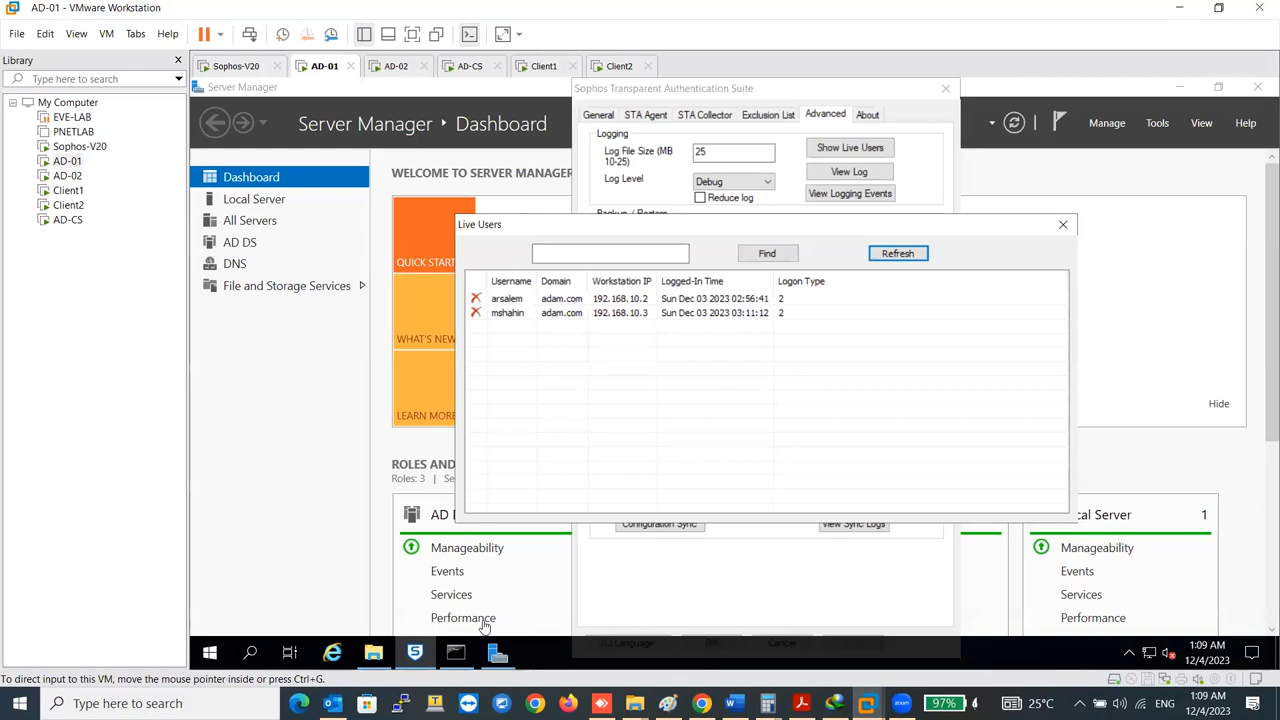 AD-01 - VMware Workstation
File Edit View VM Tabs Help
Library
Type here to search
My Computer
EVE-LAB
PNETLAB
Sophos-V20
AD-01
AD-02
Client1
Client2
AD-CS
Sophos-V20 AD-01 AD-02 AD-CS Client1 Client2
Server Manager
Server Manager Dashboard
Manage Tools View Help
Dashboard
Local Server
All Servers
AD DS
DNS
File and Storage Services
WELCOME TO SERVER MANAGER
QUICK START
WHAT'S NEW
LEARN MORE
Hide
ROLES AND
Roles: 3
AD
Manageability
Events
Services
Performance
cal Server 1
Manageability
Events
Services
Performance
Sophos Transparent Authentication Suite
General STA Agent STA Collector Exclusion List Advanced About
Logging
Log File Size (MB
10-25)
25
Show Live Users
Log Level
Debug
View Log
Reduce log
View Logging Events
Backup / Restore
Live Users
Find Refresh
Username Domain Workstation IP Logged-In Time Logon Type
arsalem adam.com 192.168.10.2 Sun Dec 03 2023 02:56:41 2
mshahin adam.com 192.168.10.3 Sun Dec 03 2023 03:11:12 2
Configuration Sync View Sync Logs
Language Cancel
1:09 AM
12/4/2023
To direct input to this VM, move the mouse pointer inside or press Ctrl+G.
Type here to search
97%
25°C
1:09 AM
12/4/2023